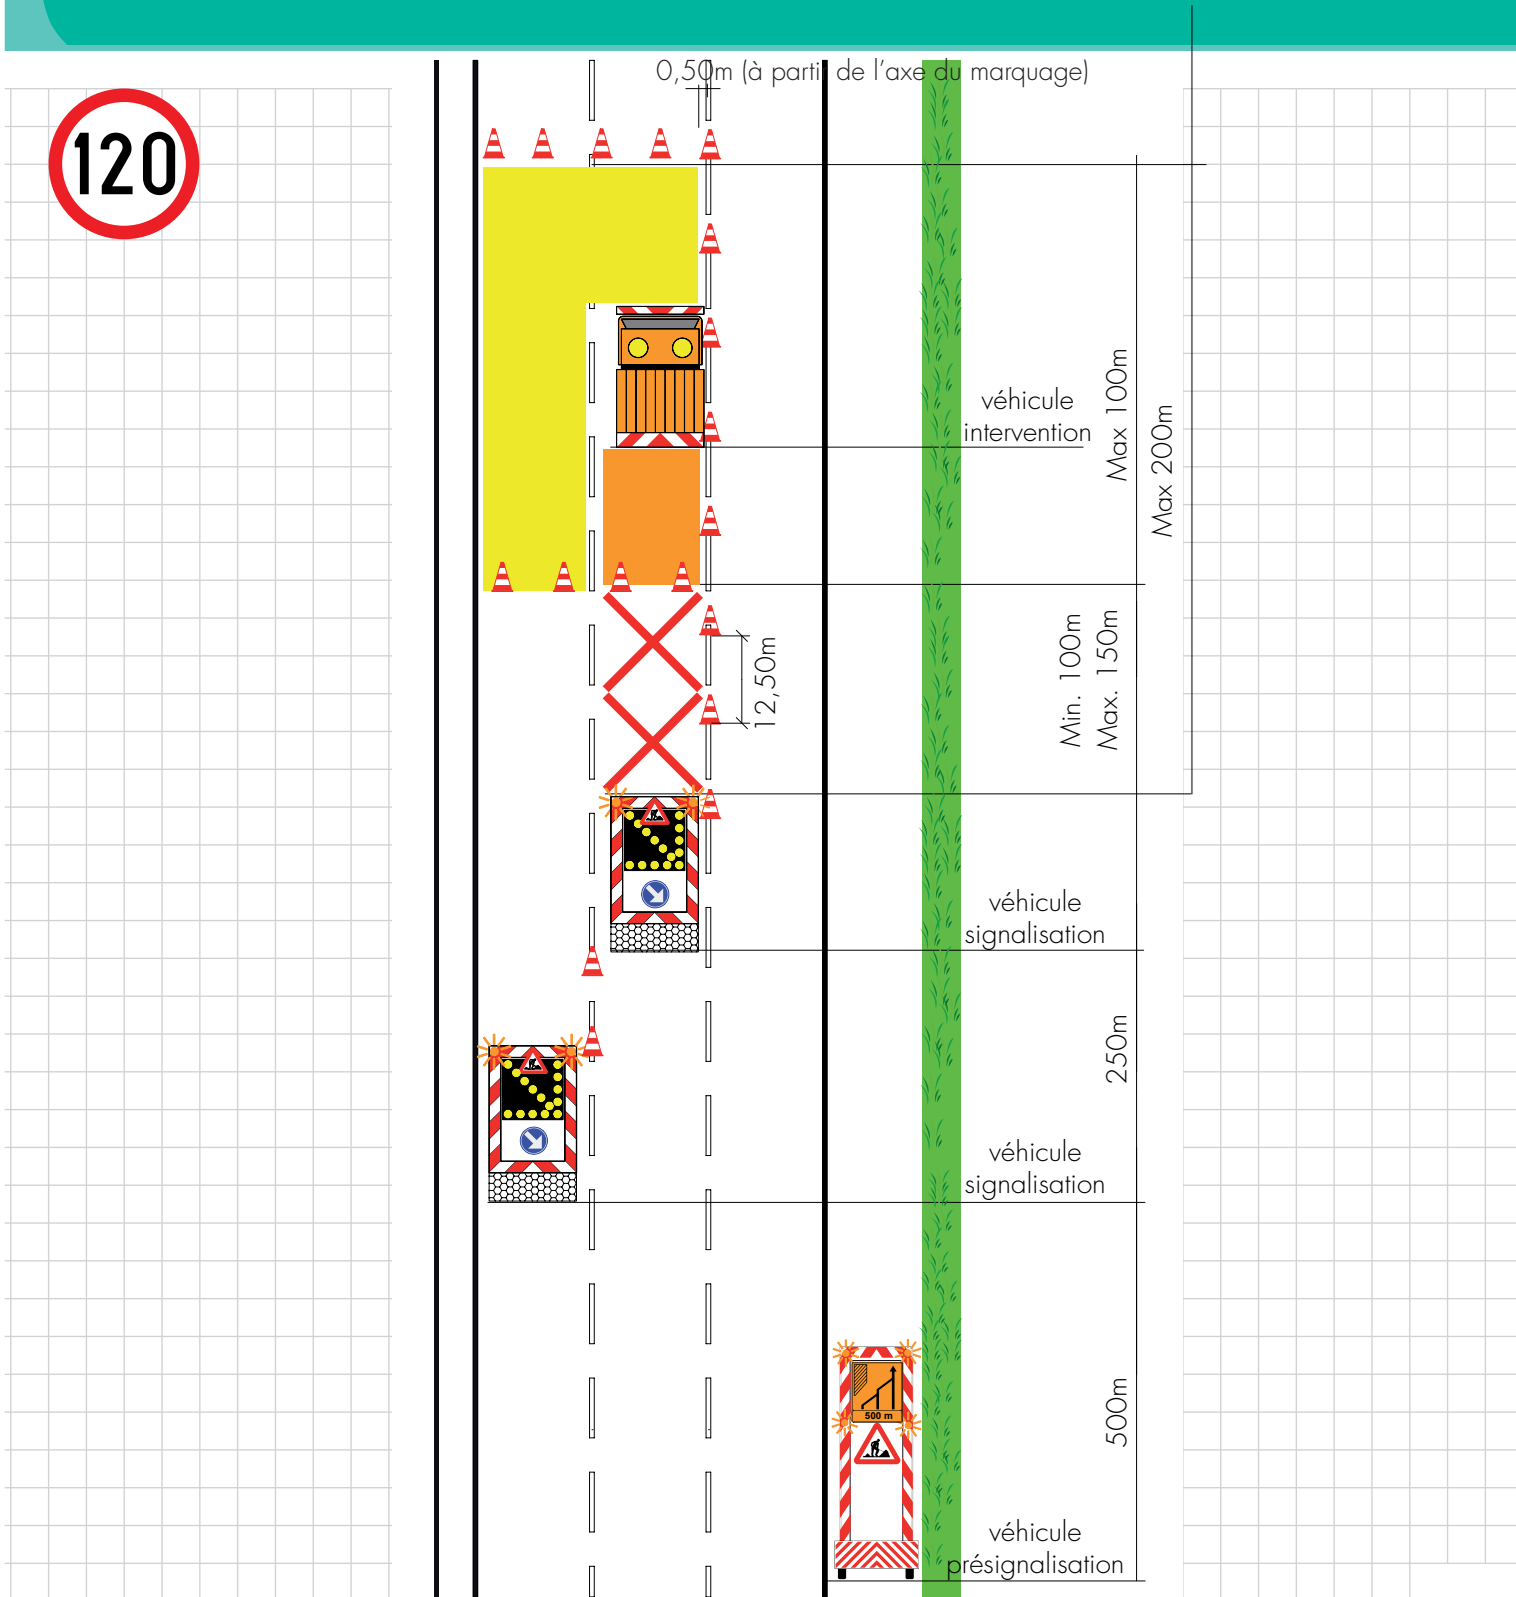 0,50m (à partir de l'axe du marquage)
120
véhicule
intervention
Max 100m
Max 200m
12,50m
Min. 100m
Max. 150m
véhicule
signalisation
250m
véhicule
signalisation
500m
500 m
véhicule
présignalisation